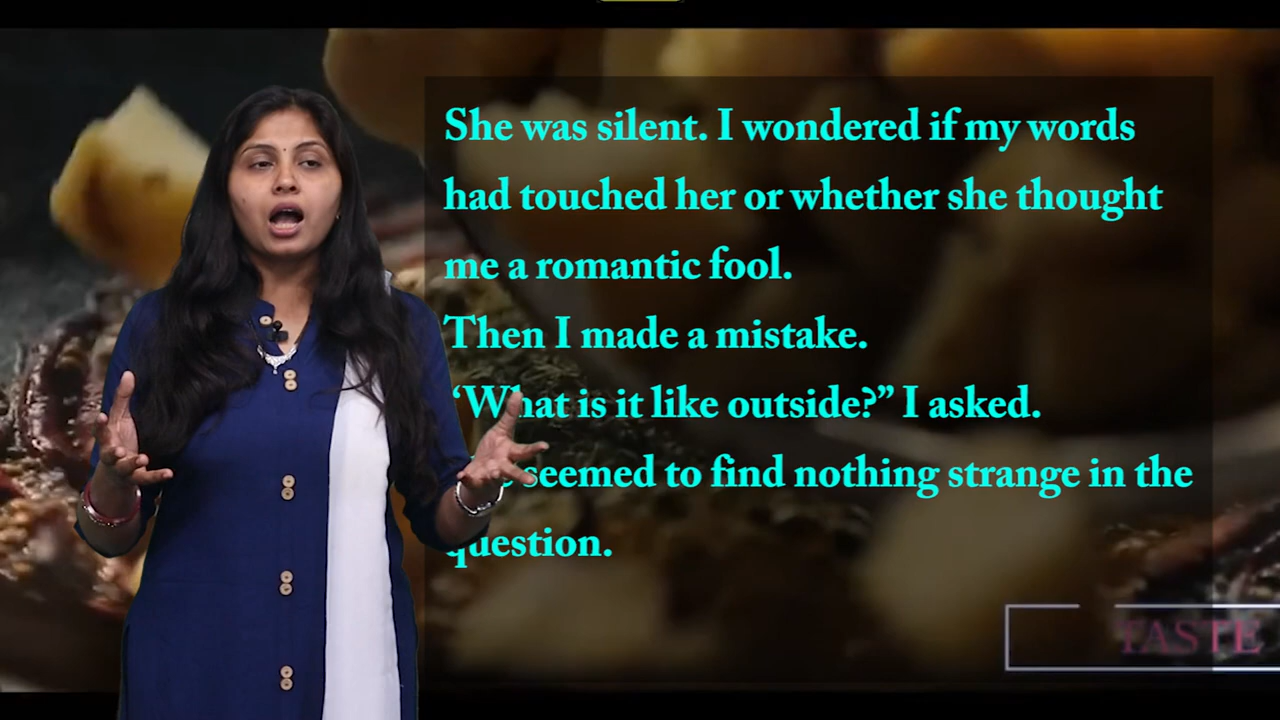 She was silent. I wondered if my words
had touched her or whether she thought
me a romantic fool.
Then I made a mistake.
“What is it like outside?” I asked.
seemed to find nothing strange in the
question.
TASTE